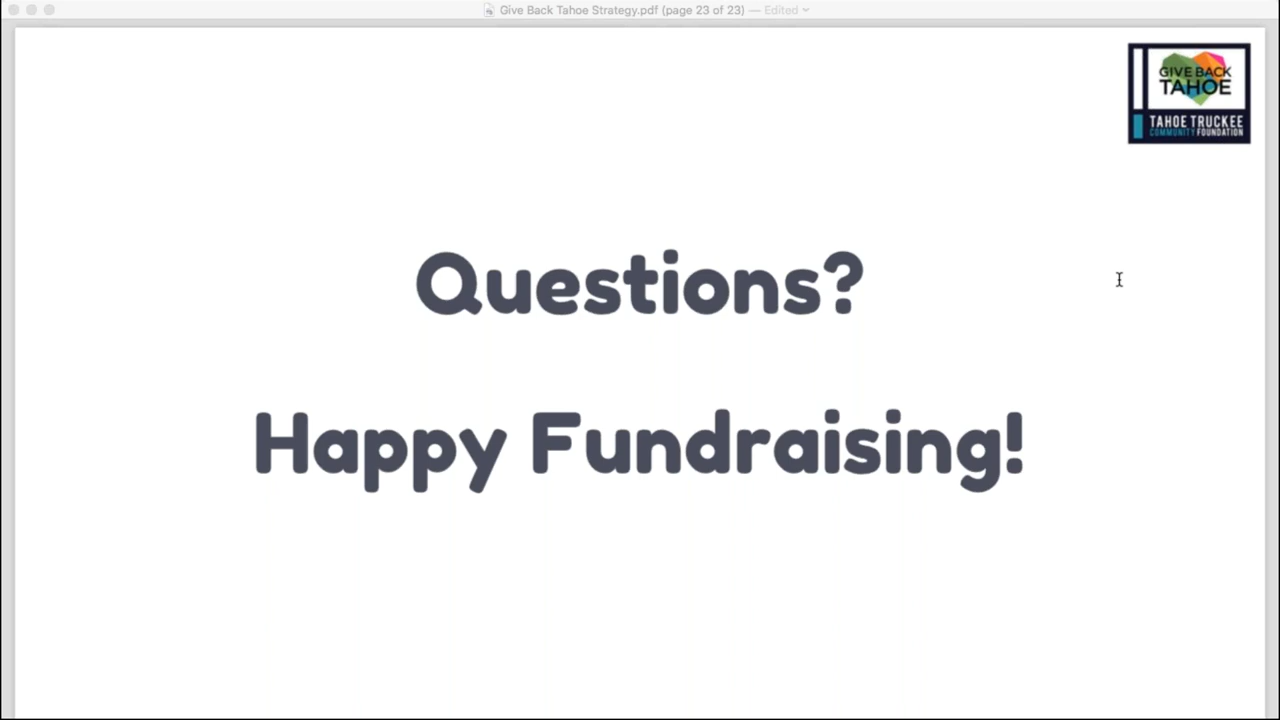 Give Back Tahoe Strategy.pdf (page 23 of 23) — Edited
GIVE BACK
TAHOE
TAHOE TRUCKEE
COMMUNITY FOUNDATION
Questions?
Happy Fundraising!